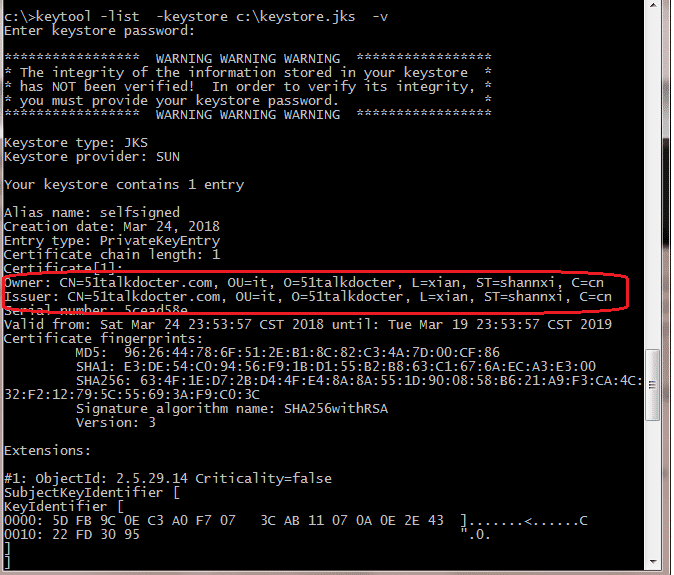 c:\>keytool -list  -keystore c:\keystore.jks  -v
Enter keystore password:
*****************  WARNING WARNING WARNING  *****************
* The integrity of the information stored in your keystore  *
* has NOT been verified!  In order to verify its integrity, *
* you must provide your keystore password.                  *
*****************  WARNING WARNING WARNING  *****************
Keystore type: JKS
Keystore provider: SUN
Your keystore contains 1 entry
Alias name: selfsigned
Creation date: Mar 24, 2018
Entry type: PrivateKeyEntry
Certificate chain length: 1
Certificate[1]:
Owner: CN=51talkdocter.com, OU=it, O=51talkdocter, L=xian, ST=shannxi, C=cn
Issuer: CN=51talkdocter.com, OU=it, O=51talkdocter, L=xian, ST=shannxi, C=cn
Serial number: 5cead58e
Valid from: Sat Mar 24 23:53:57 CST 2018 until: Tue Mar 19 23:53:57 CST 2019
Certificate fingerprints:
         MD5:  96:26:44:78:6F:51:2E:B1:8C:82:C3:4A:7D:00:CF:86
         SHA1: E3:DE:54:C0:94:56:F9:1B:D1:55:B2:B8:63:C1:67:6A:EC:A3:E3:00
         SHA256: 63:4F:1E:D7:2B:D4:4F:E4:8A:8A:55:1D:90:08:58:B6:21:A9:F3:CA:4C:
32:F2:12:79:5C:55:69:3A:F9:C0:3C
         Signature algorithm name: SHA256withRSA
         Version: 3
Extensions:
#1: ObjectId: 2.5.29.14 Criticality=false
SubjectKeyIdentifier [
KeyIdentifier [
0000: 5D FB 9C 0E C3 A0 F7 07   3C AB 11 07 0A 0E 2E 43  ].......<......C
0010: 22 FD 30 95                                        ".0.
]
]